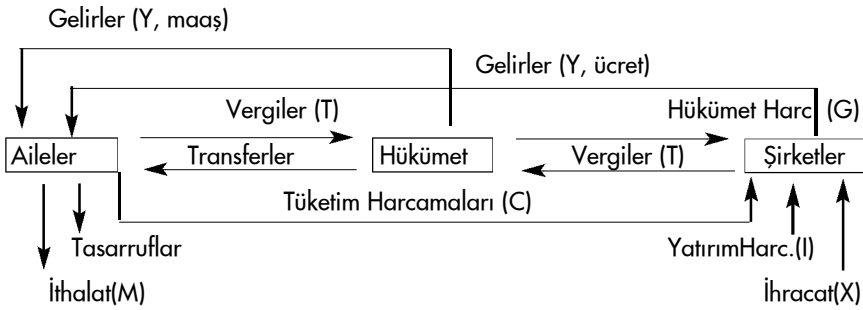 Gelirler (Y, maaş)
Gelirler (Y, ücret)
Vergiler (T)
Hükümet Harc. (G)
Aileler
Transferler
Hükümet
Vergiler (T)
Şirketler
Tüketim Harcamaları (C)
Tasarruflar
YatırımHarc.(I)
İthalat(M)
İhracat(X)